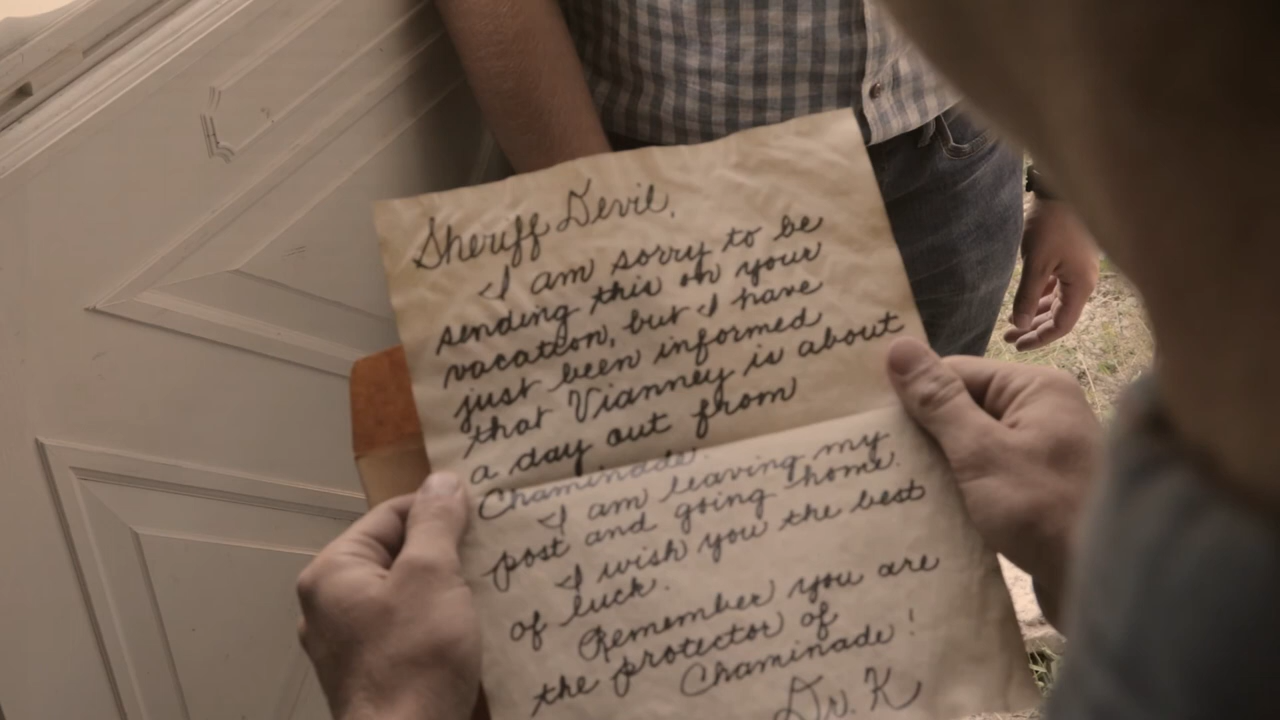 Sheriff Devil,
I am sorry to be
sending this on your
vacation, but I have
just been informed
that Vianney is about
a day out from
Chaminade.
I am leaving my
post and going home.
I wish you the best
of luck.
Remember you are
the protector of
Chaminade!
Dr. K